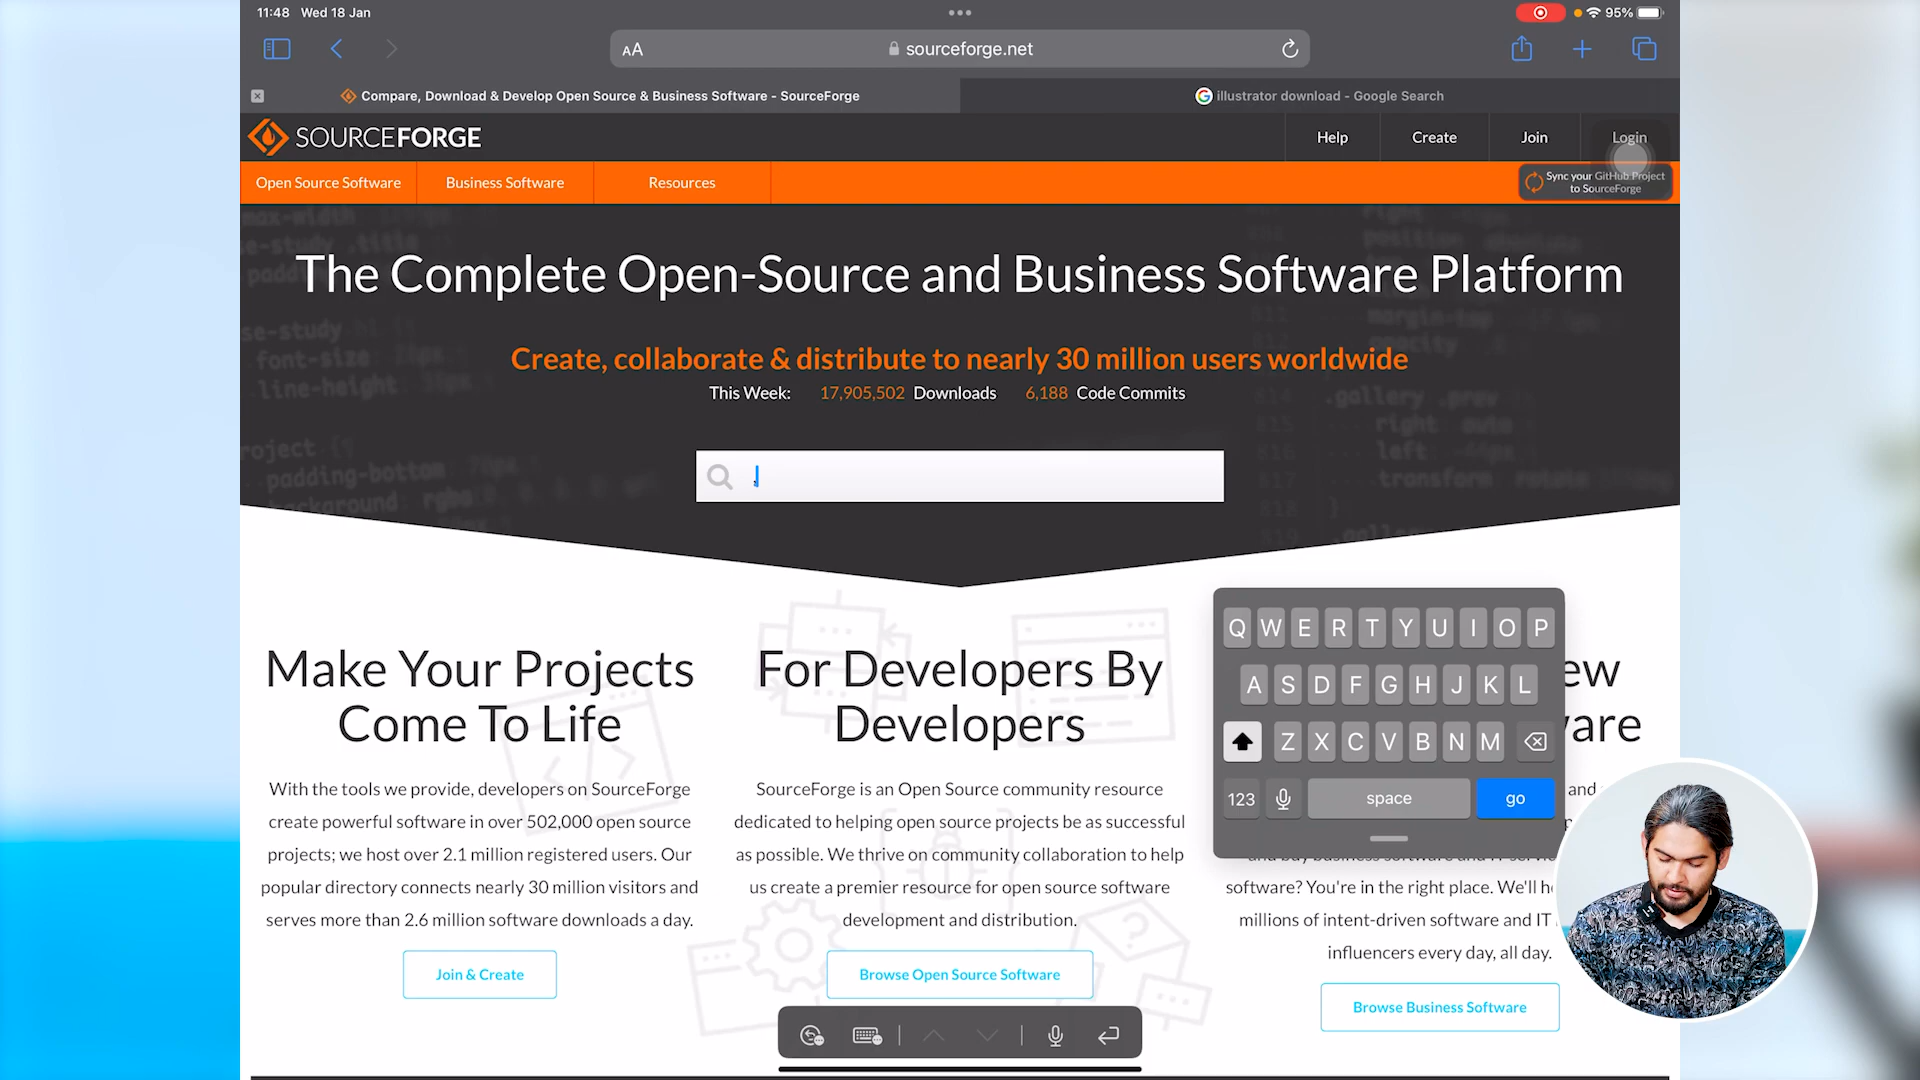 11:48 Wed 18 Jan
95%
AA
sourceforge.net
Compare, Download & Develop Open Source & Business Software - SourceForge
illustrator download - Google Search
SOURCEFORGE
Help
Create
Join
Login
Open Source Software
Business Software
Resources
Sync your GitHub Project
to SourceForge
The Complete Open-Source and Business Software Platform
Create, collaborate & distribute to nearly 30 million users worldwide
This Week: 17,905,502 Downloads 6,188 Code Commits
Make Your Projects
Come To Life
With the tools we provide, developers on SourceForge
create powerful software in over 502,000 open source
projects; we host over 2.1 million registered users. Our
popular directory connects nearly 30 million visitors and
serves more than 2.6 million software downloads a day.
Join & Create
For Developers By
Developers
SourceForge is an Open Source community resource
dedicated to helping open source projects be as successful
as possible. We thrive on community collaboration to help
us create a premier resource for open source software
development and distribution.
Browse Open Source Software
and
software? You're in the right place. We'll
millions of intent-driven software and IT
influencers every day, all day.
Browse Business Software
Q W E R T Y U I O P
A S D F G H J K L
Z X C V B N M
123
space
go